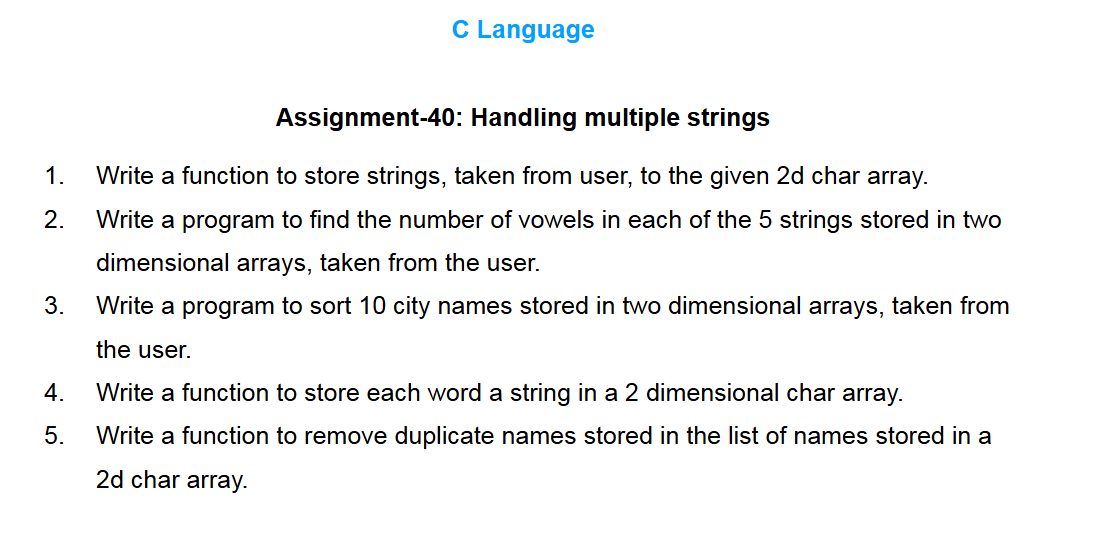 C Language
Assignment-40: Handling multiple strings
1. Write a function to store strings, taken from user, to the given 2d char array.
2. Write a program to find the number of vowels in each of the 5 strings stored in two
dimensional arrays, taken from the user.
3. Write a program to sort 10 city names stored in two dimensional arrays, taken from
the user.
4. Write a function to store each word a string in a 2 dimensional char array.
5. Write a function to remove duplicate names stored in the list of names stored in a
2d char array.